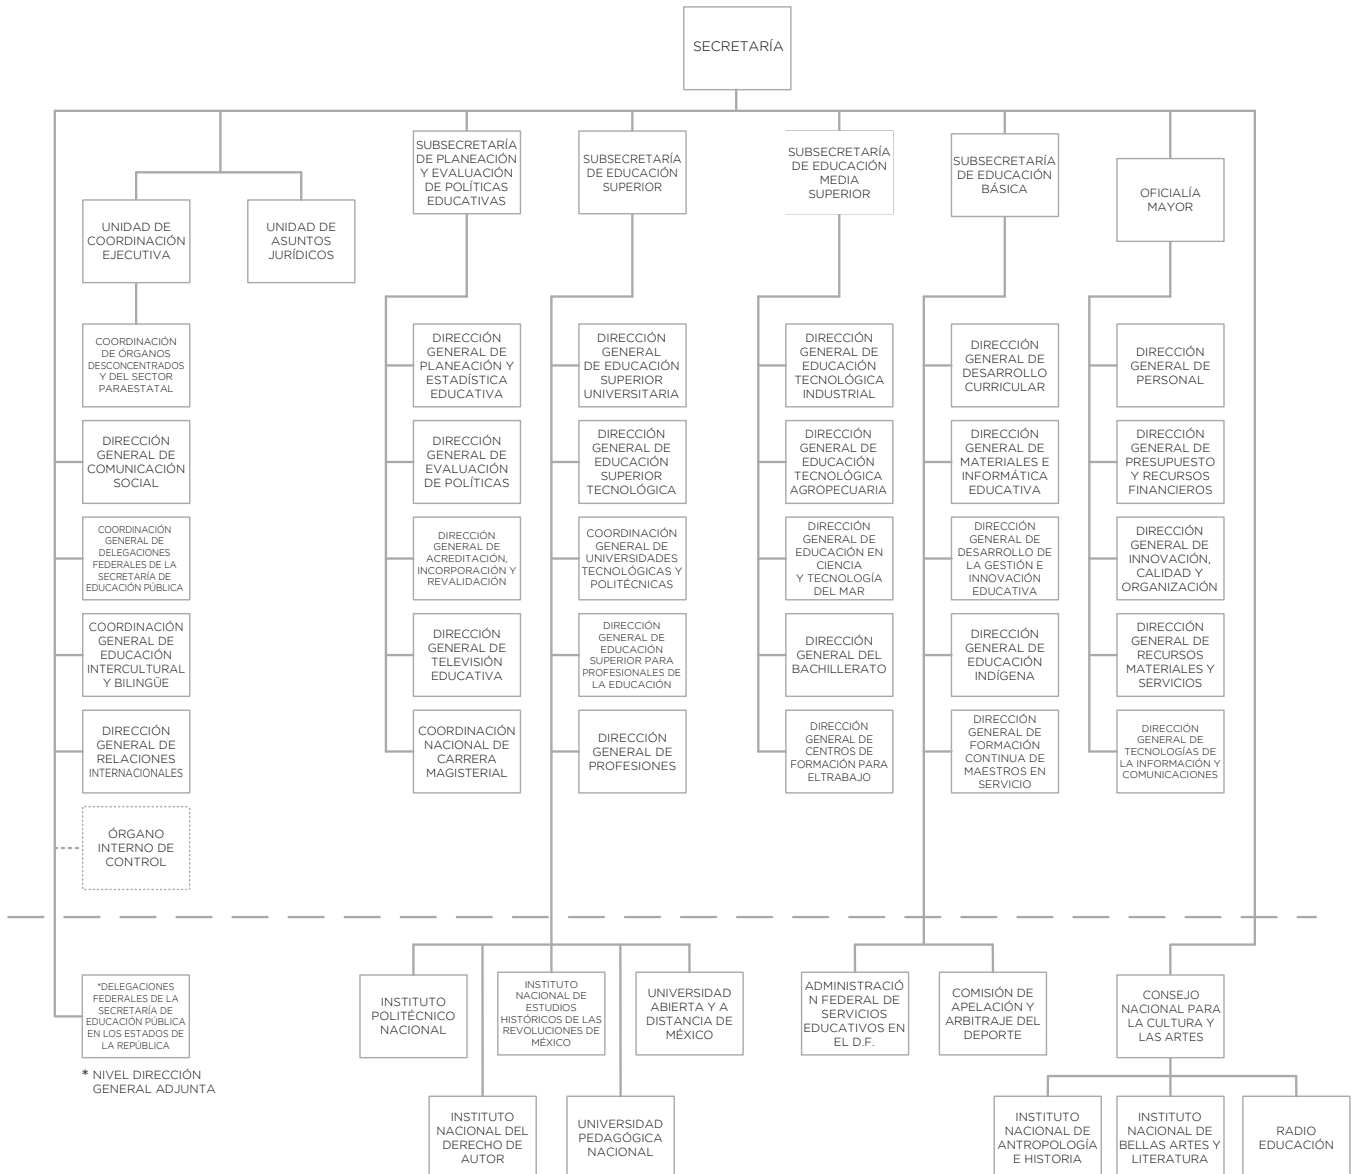 SECRETARÍA
UNIDAD DE
COORDINACIÓN
EJECUTIVA
UNIDAD DE
ASUNTOS
JURÍDICOS
SUBSECRETARÍA
DE PLANEACIÓN
Y EVALUACIÓN
DE POLÍTICAS
EDUCATIVAS
SUBSECRETARÍA
DE EDUCACIÓN
SUPERIOR
SUBSECRETARÍA
DE EDUCACIÓN
MEDIA
SUPERIOR
SUBSECRETARÍA
DE EDUCACIÓN
BÁSICA
OFICIALÍA
MAYOR
COORDINACIÓN
DE ÓRGANOS
DESCONCENTRADOS
Y DEL SECTOR
PARAESTATAL
DIRECCIÓN
GENERAL DE
PLANEACIÓN Y
ESTADÍSTICA
EDUCATIVA
DIRECCIÓN
GENERAL
DE EDUCACIÓN
SUPERIOR
UNIVERSITARIA
DIRECCIÓN
GENERAL DE
EDUCACIÓN
TECNOLÓGICA
INDUSTRIAL
DIRECCIÓN
GENERAL DE
DESARROLLO
CURRICULAR
DIRECCIÓN
GENERAL DE
PERSONAL
DIRECCIÓN
GENERAL DE
COMUNICACIÓN
SOCIAL
DIRECCIÓN
GENERAL DE
EVALUACIÓN
DE POLÍTICAS
DIRECCIÓN
GENERAL DE
EDUCACIÓN
SUPERIOR
TECNOLÓGICA
DIRECCIÓN
GENERAL DE
EDUCACIÓN
TECNOLÓGICA
AGROPECUARIA
DIRECCIÓN
GENERAL DE
MATERIALES E
INFORMÁTICA
EDUCATIVA
DIRECCIÓN
GENERAL DE
PRESUPUESTO
Y RECURSOS
FINANCIEROS
COORDINACIÓN
GENERAL DE
DELEGACIONES
FEDERALES DE LA
SECRETARÍA DE
EDUCACIÓN PÚBLICA
DIRECCIÓN
GENERAL DE
ACREDITACIÓN,
INCORPORACIÓN Y
REVALIDACIÓN
COORDINACIÓN
GENERAL DE
UNIVERSIDADES
TECNOLÓGICAS Y
POLITÉCNICAS
DIRECCIÓN
GENERAL DE
EDUCACIÓN EN
CIENCIA
Y TECNOLOGÍA
DEL MAR
DIRECCIÓN
GENERAL DE
DESARROLLO DE
LA GESTIÓN E
INNOVACIÓN
EDUCATIVA
DIRECCIÓN
GENERAL DE
INNOVACIÓN,
CALIDAD Y
ORGANIZACIÓN
COORDINACIÓN
GENERAL DE
EDUCACIÓN
INTERCULTURAL
Y BILINGÜE
DIRECCIÓN
GENERAL DE
TELEVISIÓN
EDUCATIVA
DIRECCIÓN
GENERAL DE
EDUCACIÓN
SUPERIOR PARA
PROFESIONALES DE
LA EDUCACIÓN
DIRECCIÓN
GENERAL DEL
BACHILLERATO
DIRECCIÓN
GENERAL DE
EDUCACIÓN
INDÍGENA
DIRECCIÓN
GENERAL DE
RECURSOS
MATERIALES Y
SERVICIOS
DIRECCIÓN
GENERAL DE
RELACIONES
INTERNACIONALES
COORDINACIÓN
NACIONAL DE
CARRERA
MAGISTERIAL
DIRECCIÓN
GENERAL DE
PROFESIONES
DIRECCIÓN
GENERAL DE
CENTROS DE
FORMACIÓN PARA
ELTRABAJO
DIRECCIÓN
GENERAL DE
FORMACIÓN
CONTINUA DE
MAESTROS EN
SERVICIO
DIRECCIÓN
GENERAL DE
TECNOLOGÍAS DE
LA INFORMACIÓN Y
COMUNICACIONES
ÓRGANO
INTERNO DE
CONTROL
*DELEGACIONES
FEDERALES DE LA
SECRETARÍA DE
EDUCACIÓN PÚBLICA
EN LOS ESTADOS DE
LA REPÚBLICA
* NIVEL DIRECCIÓN
GENERAL ADJUNTA
INSTITUTO
POLITÉCNICO
NACIONAL
INSTITUTO
NACIONAL DE
ESTUDIOS
HISTÓRICOS DE LAS
REVOLUCIONES DE
MÉXICO
UNIVERSIDAD
ABIERTA Y A
DISTANCIA DE
MÉXICO
ADMINISTRACIÓ
N FEDERAL DE
SERVICIOS
EDUCATIVOS EN
EL D.F.
COMISIÓN DE
APELACIÓN Y
ARBITRAJE DEL
DEPORTE
CONSEJO
NACIONAL PARA
LA CULTURA Y
LAS ARTES
INSTITUTO
NACIONAL DEL
DERECHO DE
AUTOR
UNIVERSIDAD
PEDAGÓGICA
NACIONAL
INSTITUTO
NACIONAL DE
ANTROPOLOGÍA
E HISTORIA
INSTITUTO
NACIONAL DE
BELLAS ARTES Y
LITERATURA
RADIO
EDUCACIÓN